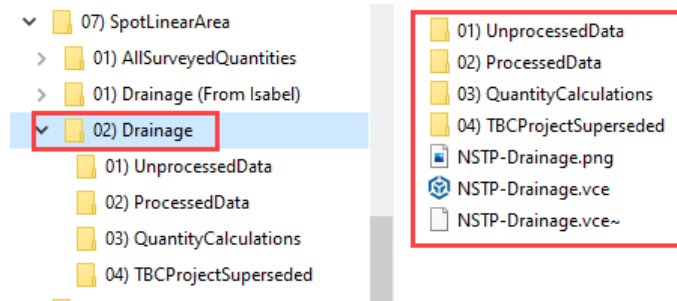 07) SpotLinearArea
01) AllSurveyedQuantities
01) Drainage (From Isabel)
02) Drainage
01) UnprocessedData
02) ProcessedData
03) QuantityCalculations
04) TBCProjectSuperseded
01) UnprocessedData
02) ProcessedData
03) QuantityCalculations
04) TBCProjectSuperseded
NSTP-Drainage.png
NSTP-Drainage.vce
NSTP-Drainage.vce~